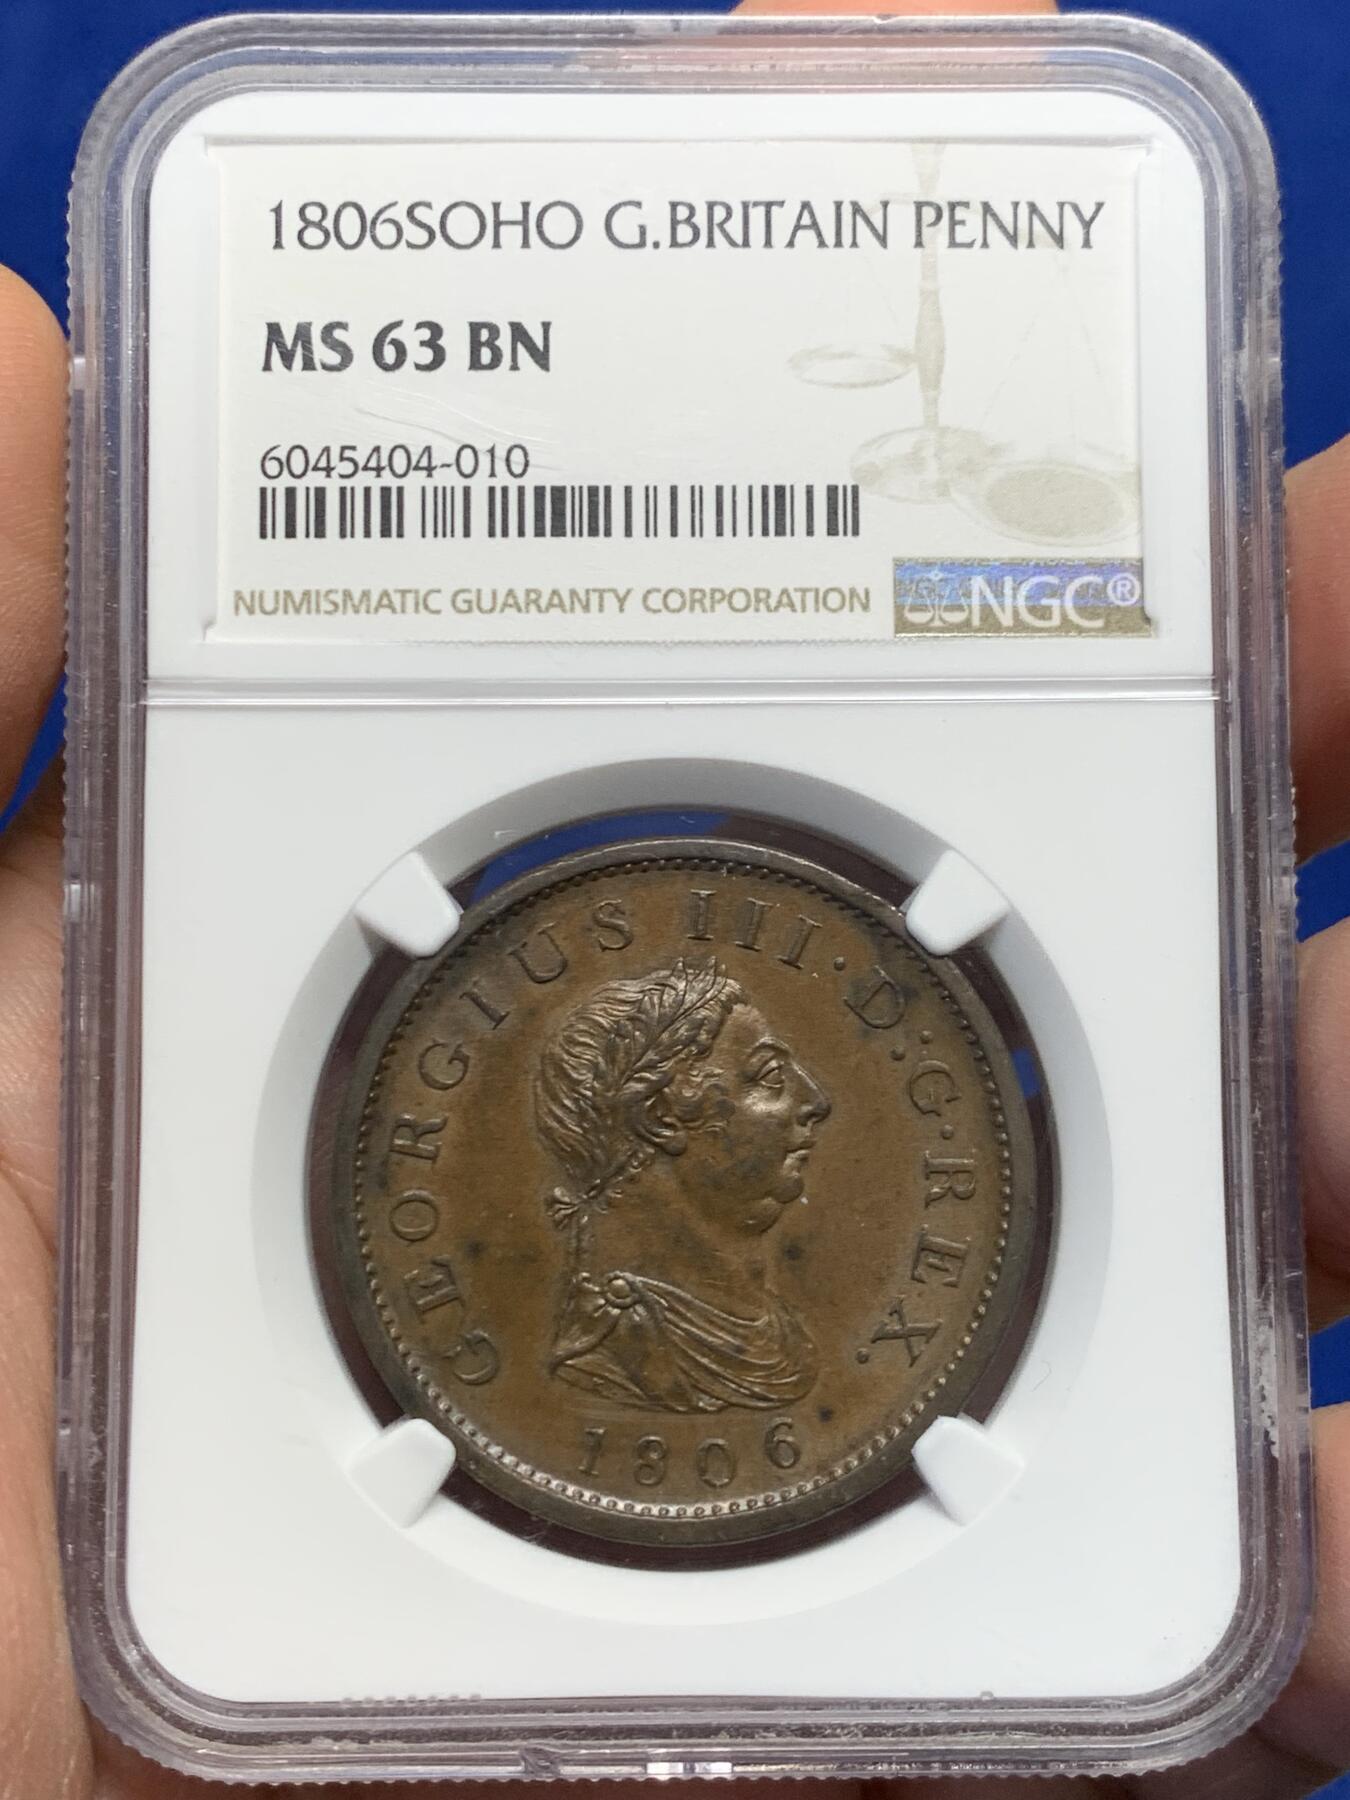 1806SOHO G.BRITAIN PENNY
MS 63 BN
6045404-010
NUMISMATIC GUARANTY CORPORATION
NGC®
GEORGIUS III·D:G·REX.
1806